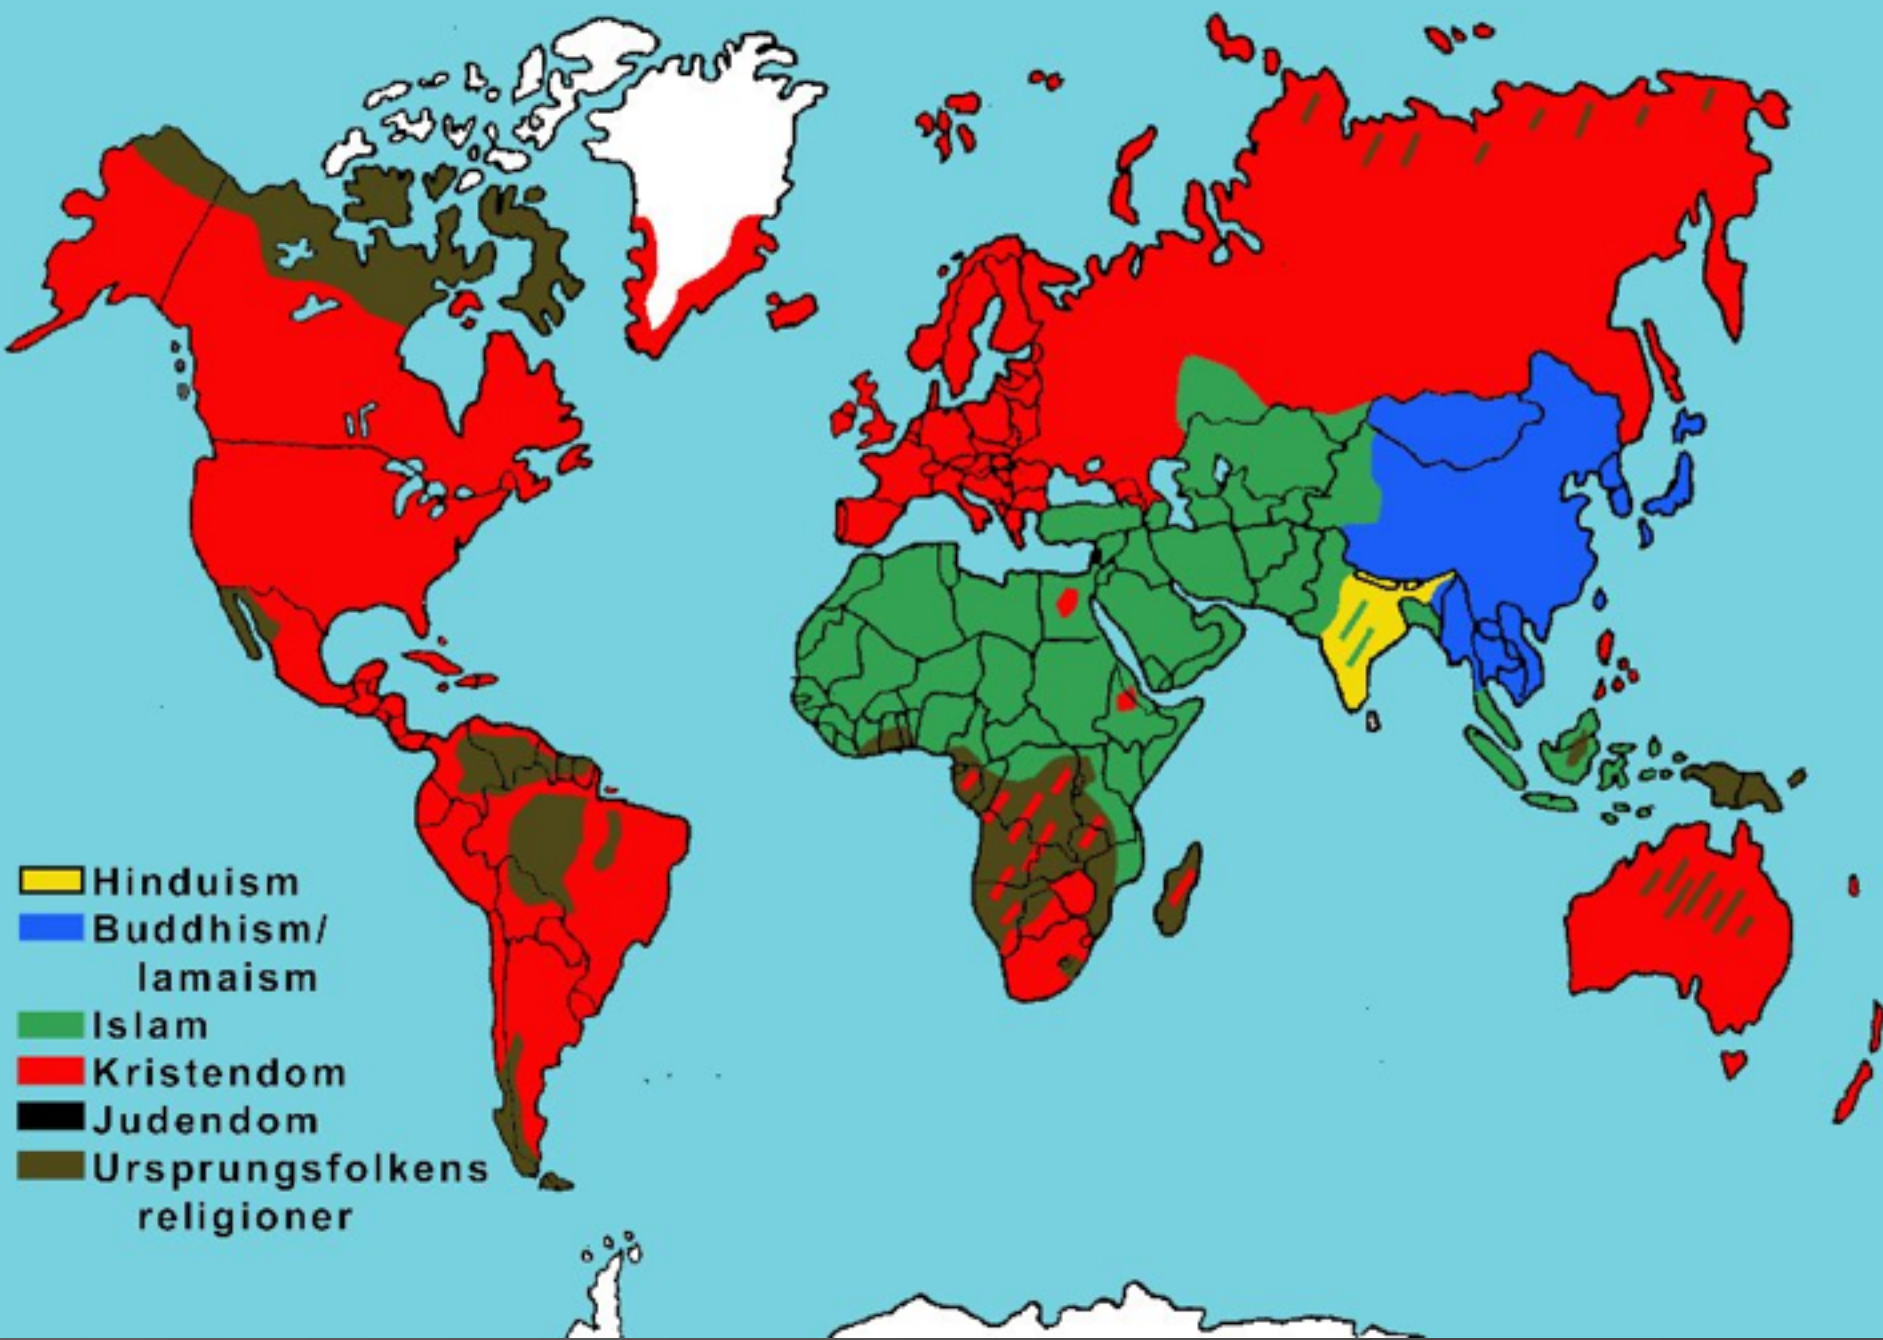 Hinduism
Buddhism/
lamaism
Islam
Kristendom
Judendom
Ursprungsfolkens
religioner